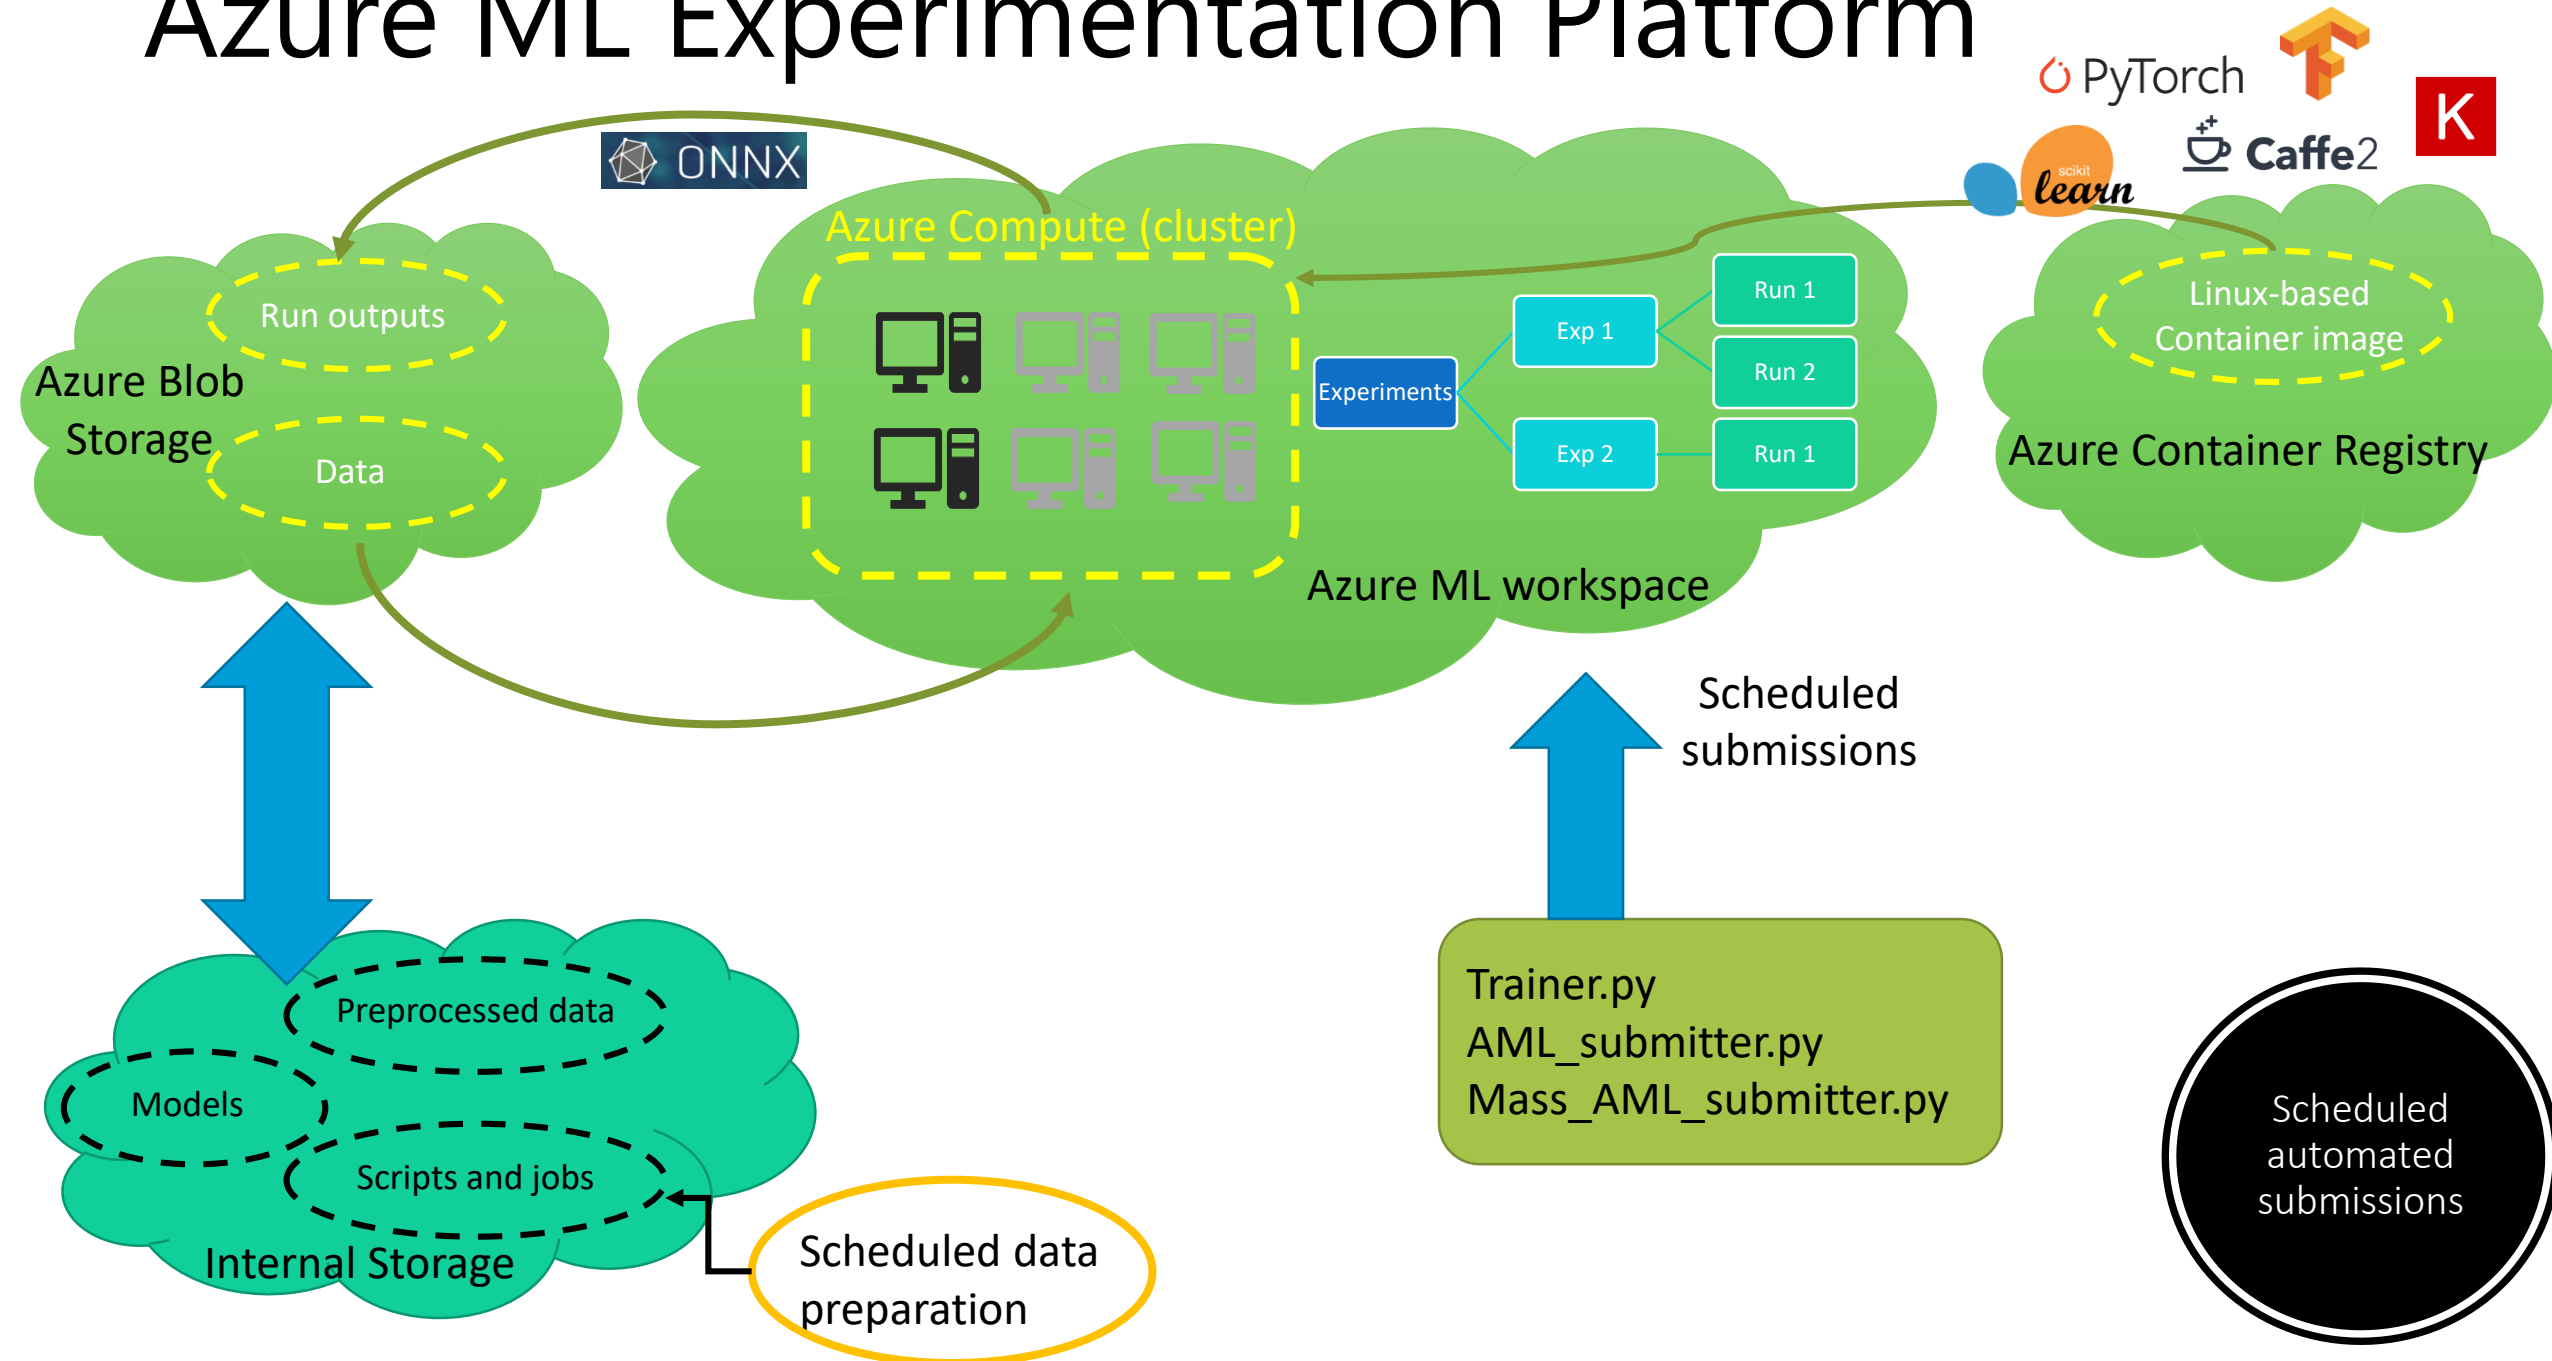 Azure ML Experimentation Platform
PyTorch
K
ONNX
Caffe2
scikit
learn
Azure Compute (cluster)
Run outputs
Azure Blob
Storage
Data
Experiments
Exp 1
Exp 2
Run 1
Run 2
Run 1
Azure ML workspace
Linux-based
Container image
Azure Container Registry
Scheduled
submissions
Trainer.py
AML_submitter.py
Mass_AML_submitter.py
Preprocessed data
Models
Scripts and jobs
Internal Storage
Scheduled data
preparation
Scheduled
automated
submissions